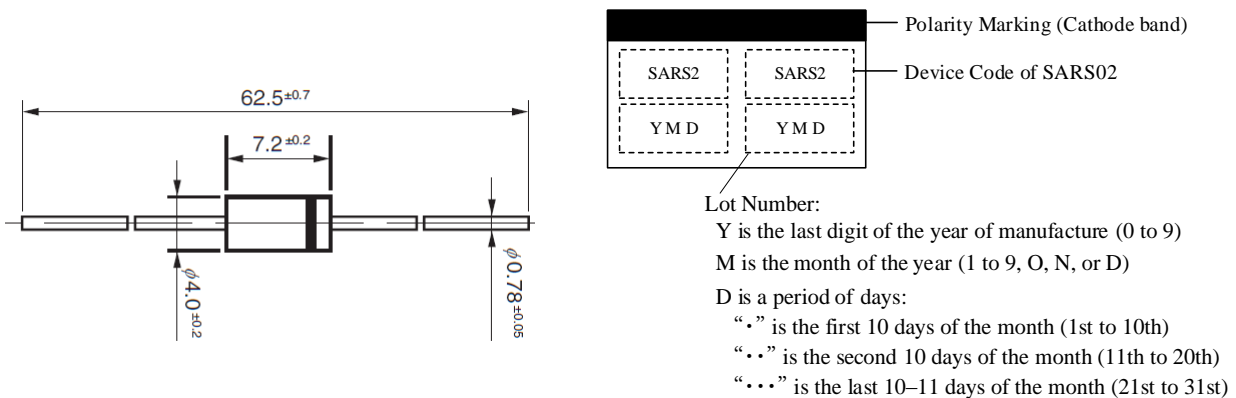 62.5±0.7
7.2±0.2
ϕ4.0±0.2
ϕ0.78±0.05
Polarity Marking (Cathode band)
SARS2 SARS2
Device Code of SARS02
Y M D Y M D
Lot Number:
Y is the last digit of the year of manufacture (0 to 9)
M is the month of the year (1 to 9, O, N, or D)
D is a period of days:
“•” is the first 10 days of the month (1st to 10th)
“••” is the second 10 days of the month (11th to 20th)
“•••” is the last 10–11 days of the month (21st to 31st)